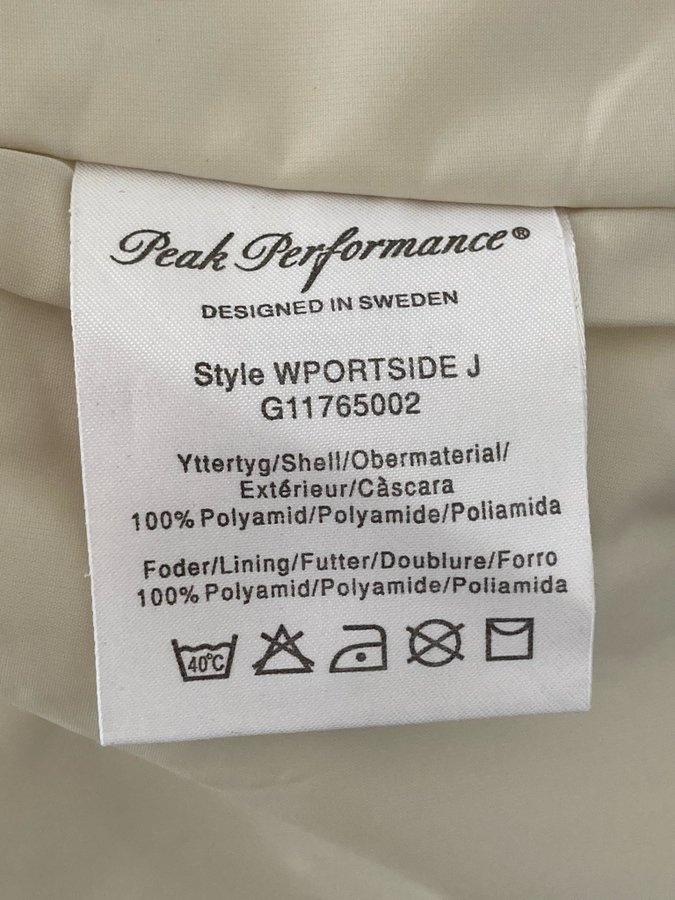 Peak Performance®
DESIGNED IN SWEDEN
Style WPORTSIDE J
G11765002
Yttertyg/Shell/Obermaterial/
Extérieur/Càscara
100% Polyamid/Polyamide/Poliamida
Foder/Lining/Futter/Doublure/Forro
100% Polyamid/Polyamide/Poliamida
40°C